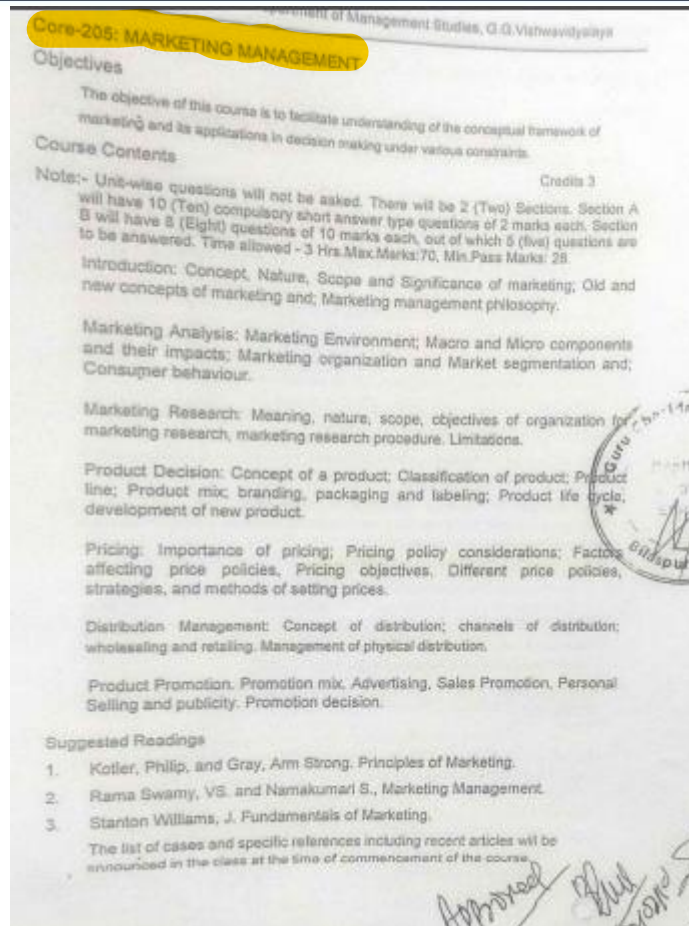 Department of Management Studies, G.G.Vishwavidyalaya
Core-205: MARKETING MANAGEMENT
Objectives
The objective of this course is to facilitate understanding of the conceptual framework of
marketing and its applications in decision making under various constraints.
Course Contents
Credits 3
Note:- Unit-wise questions will not be asked. There will be 2 (Two) Sections. Section A
will have 10 (Ten) compulsory short answer type questions of 2 marks each. Section
B will have 8 (Eight) questions of 10 marks each, out of which 5 (five) questions are
to be answered. Time allowed - 3 Hrs.Max.Marks:70, Min.Pass Marks: 28
Introduction: Concept, Nature, Scope and Significance of marketing; Old and
new concepts of marketing and; Marketing management philosophy.
Marketing Analysis: Marketing Environment; Macro and Micro components
and their impacts; Marketing organization and Market segmentation and;
Consumer behaviour.
Marketing Research: Meaning, nature, scope, objectives of organization for
marketing research, marketing research procedure. Limitations.
Product Decision: Concept of a product; Classification of product; Product
line; Product mix; branding, packaging and labeling; Product life cycle,
development of new product.
Pricing: Importance of pricing; Pricing policy considerations; Factors
affecting price policies, Pricing objectives. Different price policies,
strategies, and methods of setting prices.
Distribution Management: Concept of distribution; channels of distribution;
wholesaling and retailing. Management of physical distribution.
Product Promotion. Promotion mix, Advertising, Sales Promotion, Personal
Selling and publicity. Promotion decision.
Suggested Readings
1. Kotler, Philip, and Gray, Arm Strong. Principles of Marketing.
2. Rama Swamy, VS. and Namakumari S., Marketing Management.
3. Stanton Williams, J. Fundamentals of Marketing.
The list of cases and specific references including recent articles will be
announced in the class at the time of commencement of the course.
Guru
Bilaspur
Approved